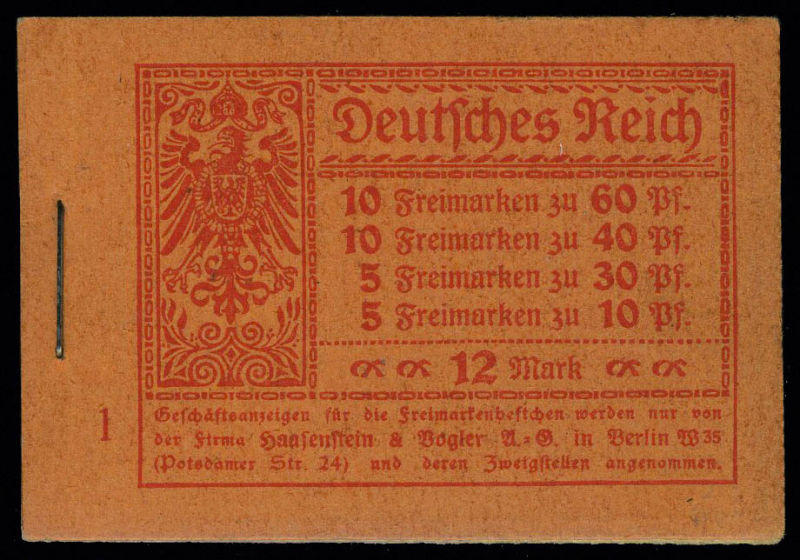 Deutsches Reich
10 Freimarken zu 60 Pf.
10 Freimarken zu 40 Pf.
5 Freimarken zu 30 Pf.
5 Freimarken zu 10 Pf.
12 Mark
1
Geschäftsanzeigen für die Freimarkenheftchen werden nur von
der Firma Haasenstein & Vogler A.=G. in Berlin W 35
(Potsdamer Str. 24) und deren Zweigstellen angenommen.